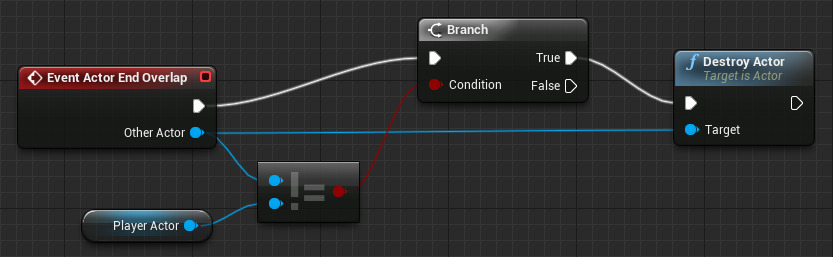 Branch
True
Condition
False
Event Actor End Overlap
Other Actor
!=
Player Actor
f Destroy Actor
Target is Actor
Target